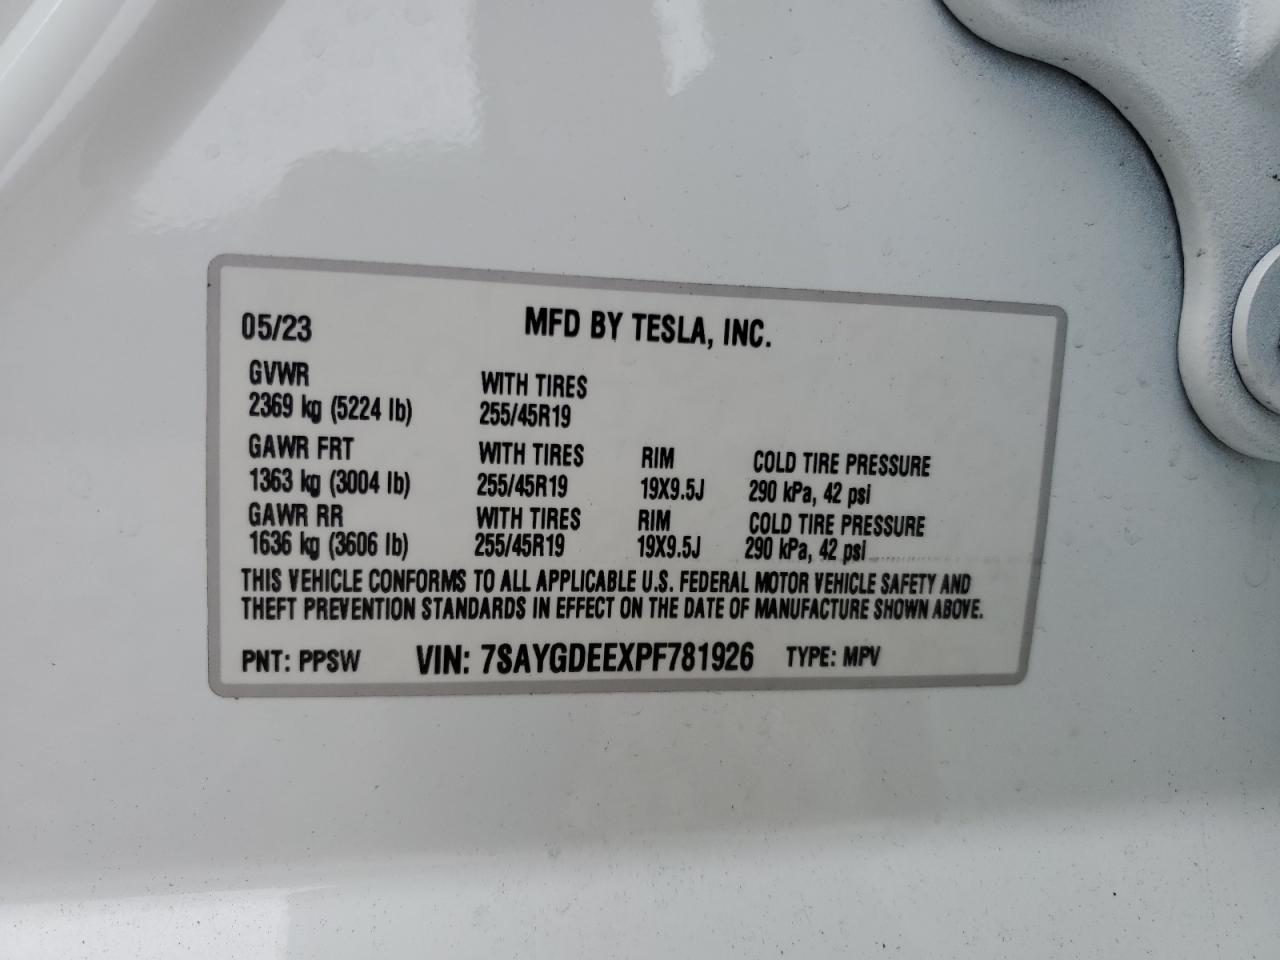 05/23 MFD BY TESLA, INC.
GVWR WITH TIRES
2369 kg (5224 lb) 255/45R19
GAWR FRT WITH TIRES RIM COLD TIRE PRESSURE
1363 kg (3004 lb) 255/45R19 19X9.5J 290 kPa, 42 psi
GAWR RR WITH TIRES RIM COLD TIRE PRESSURE
1636 kg (3606 lb) 255/45R19 19X9.5J 290 kPa, 42 psi
THIS VEHICLE CONFORMS TO ALL APPLICABLE U.S. FEDERAL MOTOR VEHICLE SAFETY AND
THEFT PREVENTION STANDARDS IN EFFECT ON THE DATE OF MANUFACTURE SHOWN ABOVE.
PNT: PPSW VIN: 7SAYGDEEXPF781926 TYPE: MPV